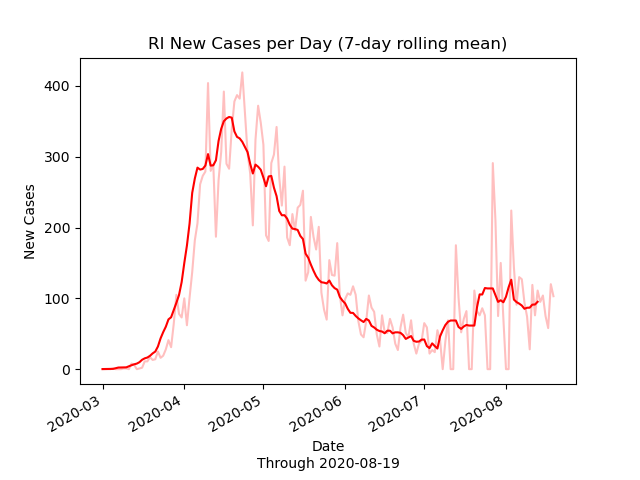 RI New Cases per Day (7-day rolling mean)
New Cases
400
300
200
100
0
2020-03
2020-04
2020-05
2020-06
2020-07
2020-08
Date
Through 2020-08-19